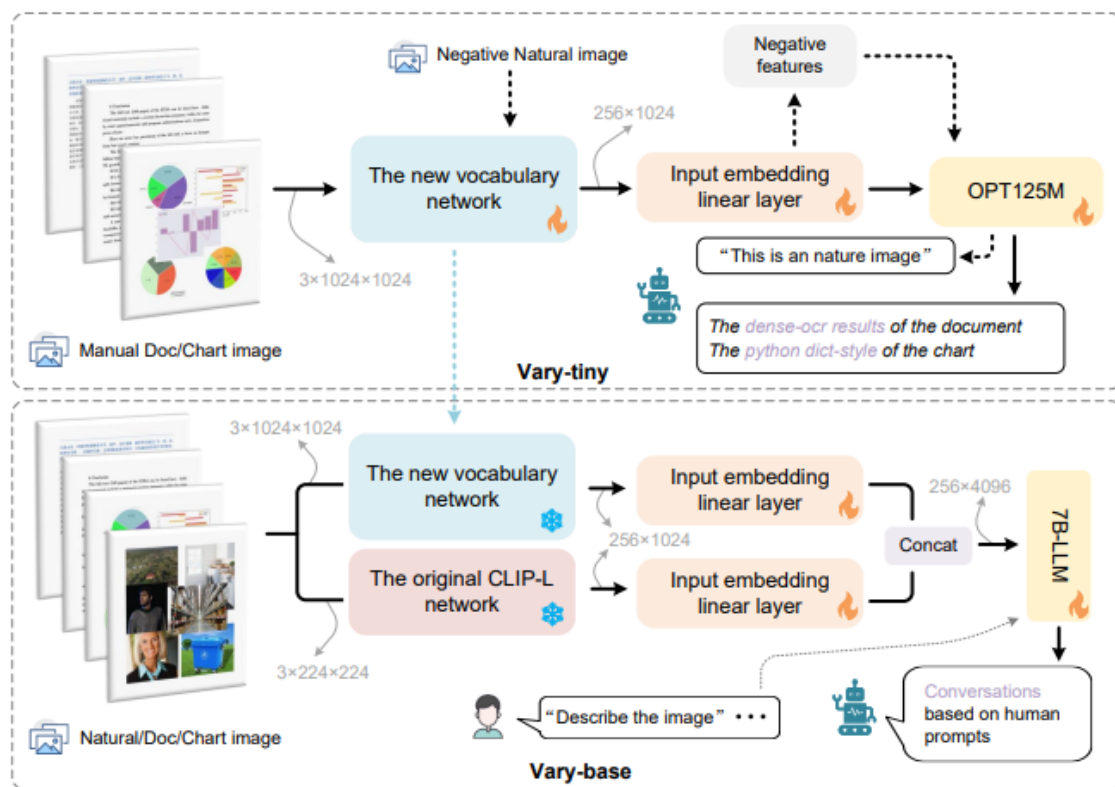 Negative Natural image
Negative
features
256×1024
The new vocabulary
network
Input embedding
linear layer
OPT125M
3×1024×1024
"This is an nature image"
Manual Doc/Chart image
The dense-ocr results of the document
The python dict-style of the chart
Vary-tiny
3×1024×1024
The new vocabulary
network
Input embedding
linear layer
256×4096
256×1024
Concat
7B-LLM
The original CLIP-L
network
Input embedding
linear layer
3×224×224
"Describe the image" • • •
Conversations
based on human
prompts
Natural/Doc/Chart image
Vary-base